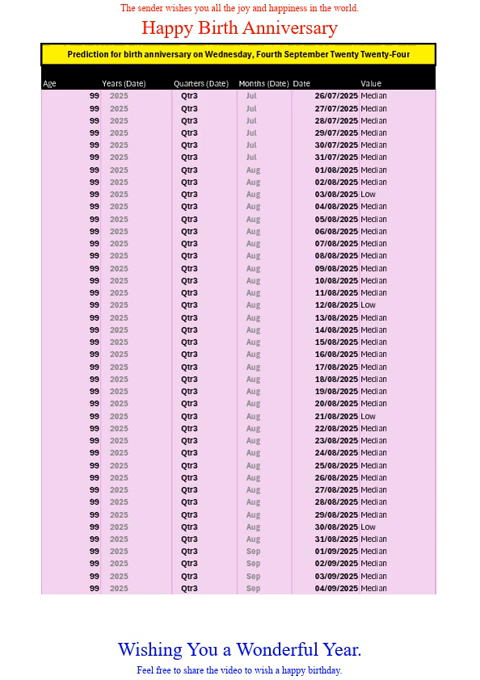 The sender wishes you all the joy and happiness in the world.
Happy Birth Anniversary
Prediction for birth anniversary on Wednesday, Fourth September Twenty Twenty-Four
Age Years (Date) Quarters (Date) Months (Date) Date Value
99 2025 Qtr3 Jul 26/07/2025 Median
99 2025 Qtr3 Jul 27/07/2025 Median
99 2025 Qtr3 Jul 28/07/2025 Median
99 2025 Qtr3 Jul 29/07/2025 Median
99 2025 Qtr3 Jul 30/07/2025 Median
99 2025 Qtr3 Jul 31/07/2025 Median
99 2025 Qtr3 Aug 01/08/2025 Median
99 2025 Qtr3 Aug 02/08/2025 Median
99 2025 Qtr3 Aug 03/08/2025 Low
99 2025 Qtr3 Aug 04/08/2025 Median
99 2025 Qtr3 Aug 05/08/2025 Median
99 2025 Qtr3 Aug 06/08/2025 Median
99 2025 Qtr3 Aug 07/08/2025 Median
99 2025 Qtr3 Aug 08/08/2025 Median
99 2025 Qtr3 Aug 09/08/2025 Median
99 2025 Qtr3 Aug 10/08/2025 Median
99 2025 Qtr3 Aug 11/08/2025 Median
99 2025 Qtr3 Aug 12/08/2025 Low
99 2025 Qtr3 Aug 13/08/2025 Median
99 2025 Qtr3 Aug 14/08/2025 Median
99 2025 Qtr3 Aug 15/08/2025 Median
99 2025 Qtr3 Aug 16/08/2025 Median
99 2025 Qtr3 Aug 17/08/2025 Median
99 2025 Qtr3 Aug 18/08/2025 Median
99 2025 Qtr3 Aug 19/08/2025 Median
99 2025 Qtr3 Aug 20/08/2025 Median
99 2025 Qtr3 Aug 21/08/2025 Low
99 2025 Qtr3 Aug 22/08/2025 Median
99 2025 Qtr3 Aug 23/08/2025 Median
99 2025 Qtr3 Aug 24/08/2025 Median
99 2025 Qtr3 Aug 25/08/2025 Median
99 2025 Qtr3 Aug 26/08/2025 Median
99 2025 Qtr3 Aug 27/08/2025 Median
99 2025 Qtr3 Aug 28/08/2025 Median
99 2025 Qtr3 Aug 29/08/2025 Median
99 2025 Qtr3 Aug 30/08/2025 Low
99 2025 Qtr3 Aug 31/08/2025 Median
99 2025 Qtr3 Sep 01/09/2025 Median
99 2025 Qtr3 Sep 02/09/2025 Median
99 2025 Qtr3 Sep 03/09/2025 Median
99 2025 Qtr3 Sep 04/09/2025 Median
Wishing You a Wonderful Year.
Feel free to share the video to wish a happy birthday.